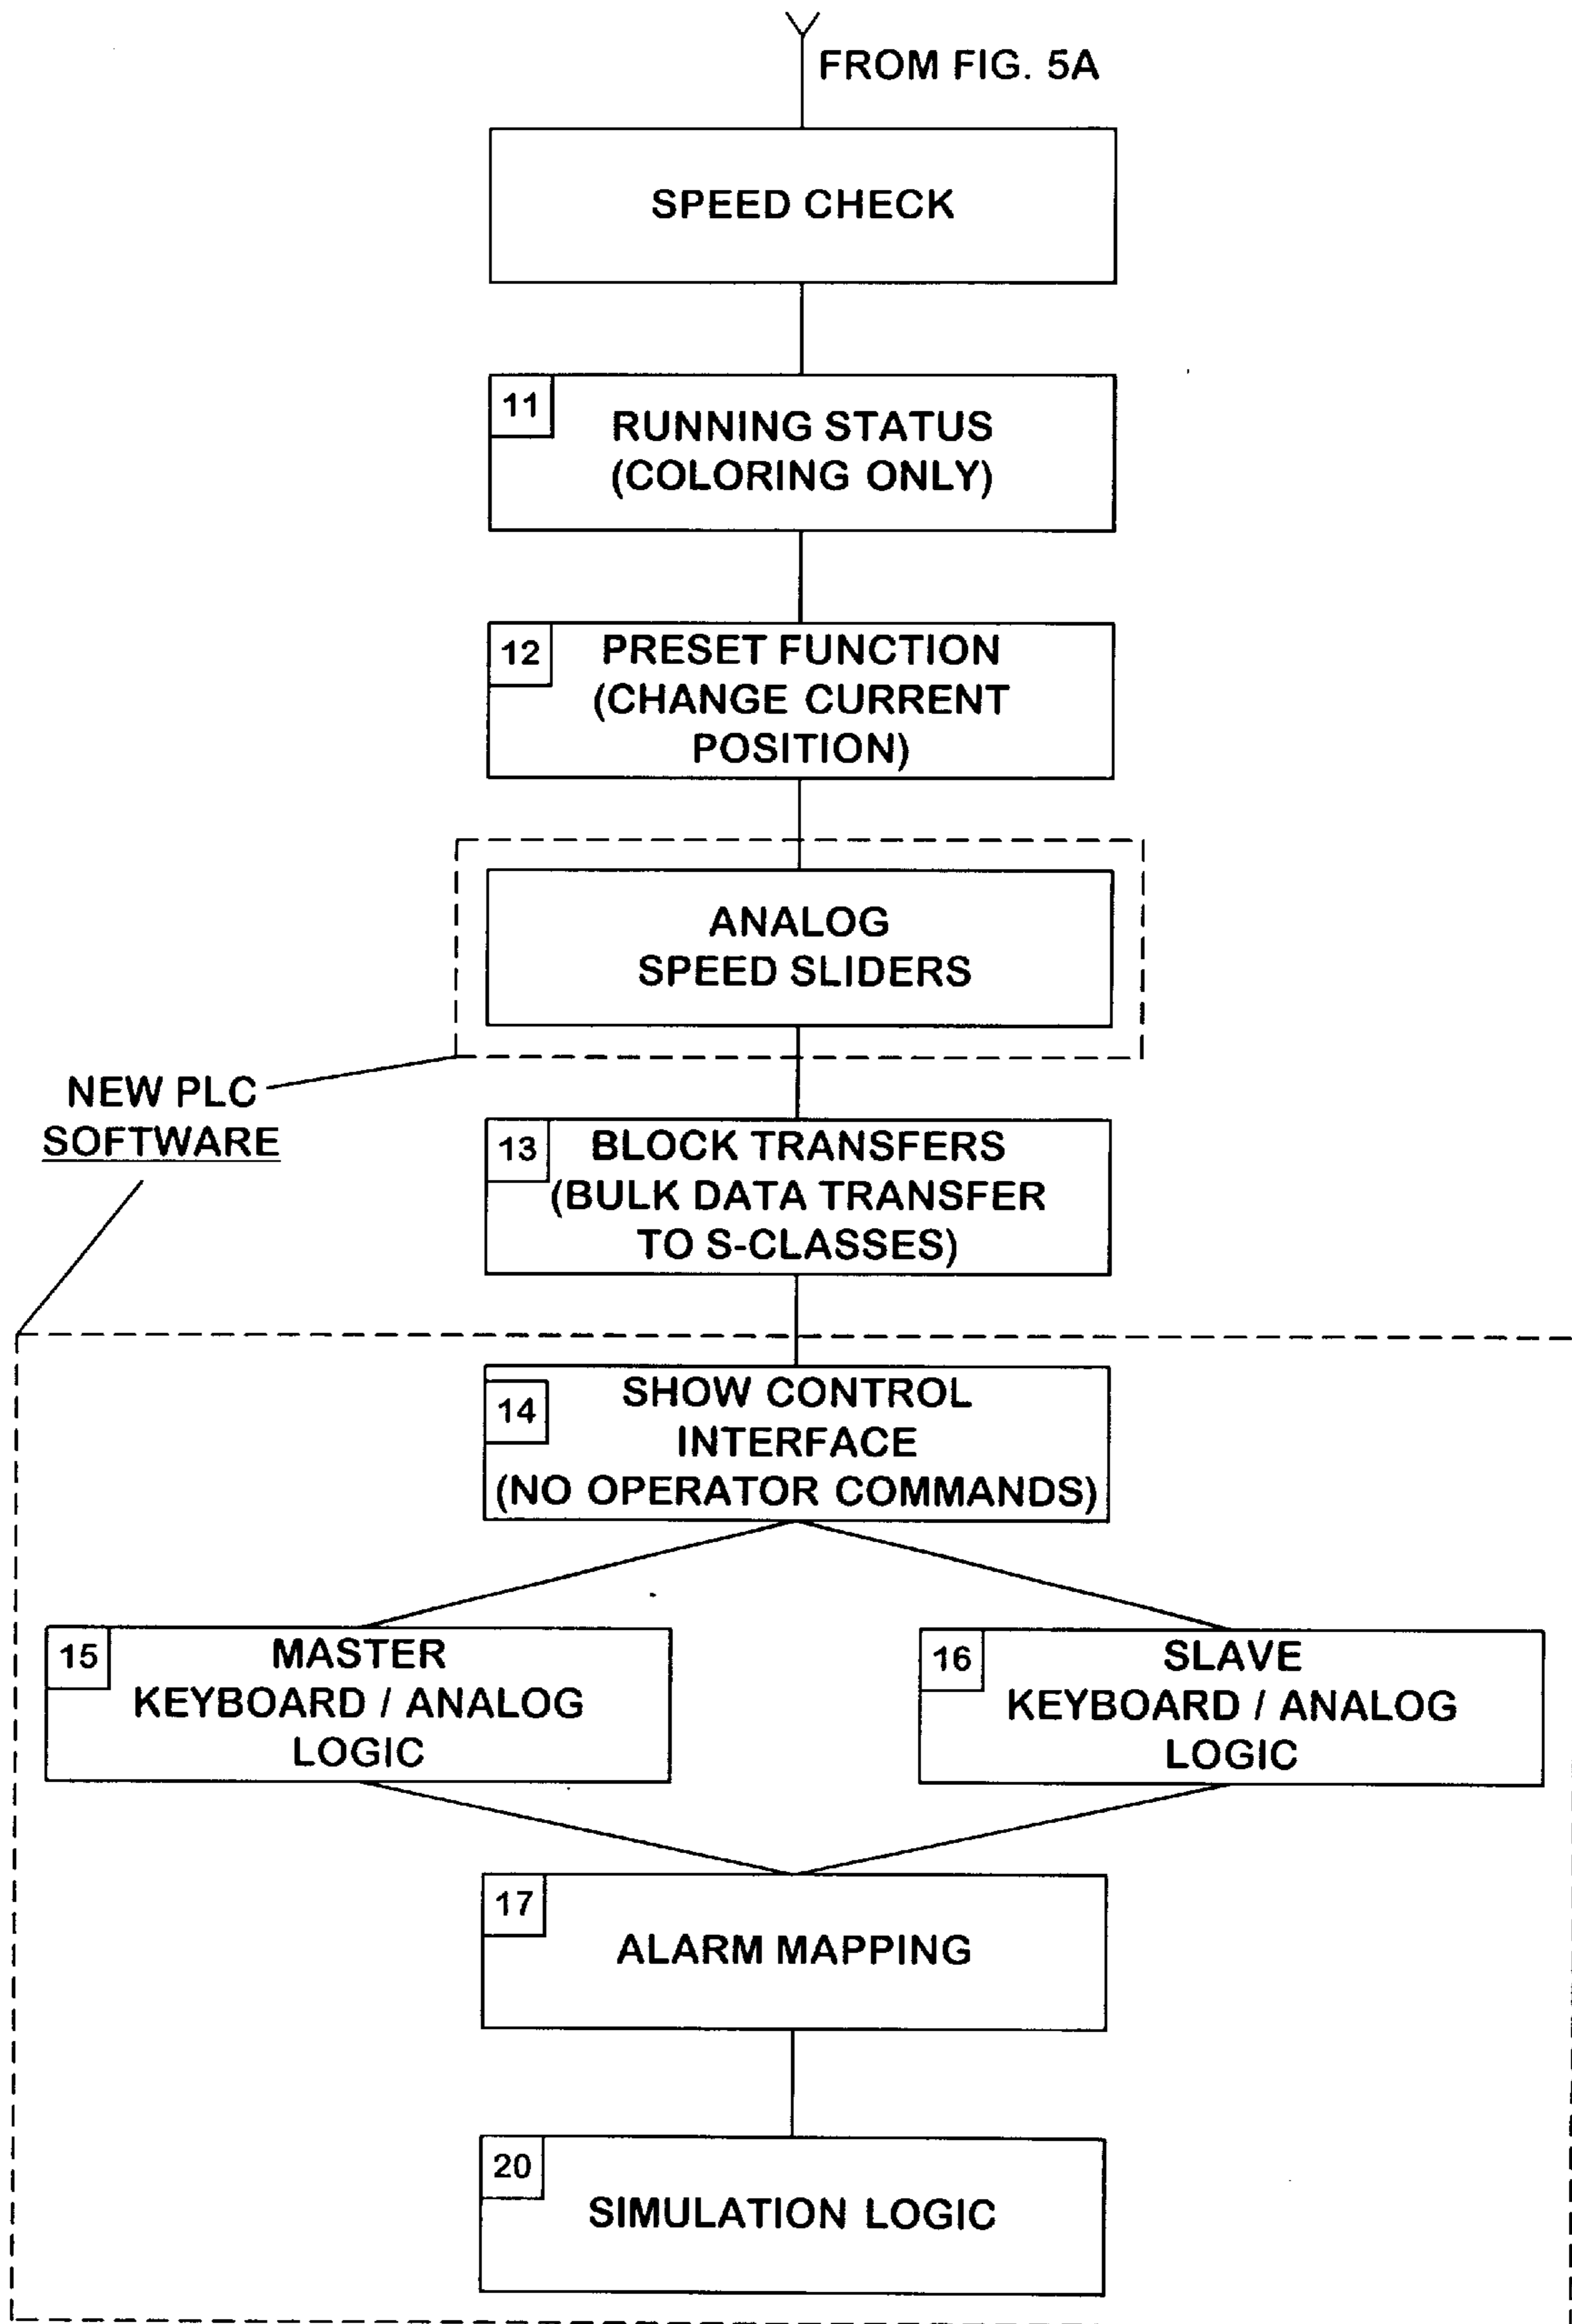 FROM FIG. 5A
SPEED CHECK
11
RUNNING STATUS
(COLORING ONLY)
12
PRESET FUNCTION
(CHANGE CURRENT
POSITION)
ANALOG
SPEED SLIDERS
NEW PLC
SOFTWARE
13
BLOCK TRANSFERS
(BULK DATA TRANSFER
TO S-CLASSES)
14
SHOW CONTROL
INTERFACE
(NO OPERATOR COMMANDS)
15
MASTER
KEYBOARD / ANALOG
LOGIC
16
SLAVE
KEYBOARD / ANALOG
LOGIC
17
ALARM MAPPING
20
SIMULATION LOGIC